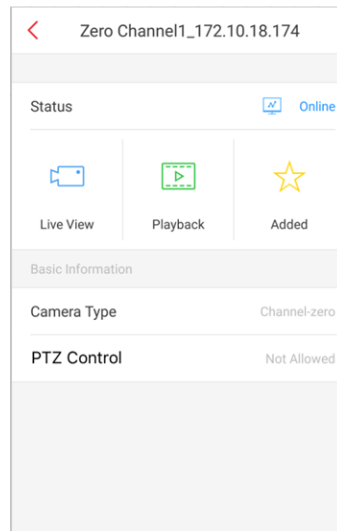 Zero Channel1_172.10.18.174
Status Online
Live View Playback Added
Basic Information
Camera Type Channel-zero
PTZ Control Not Allowed